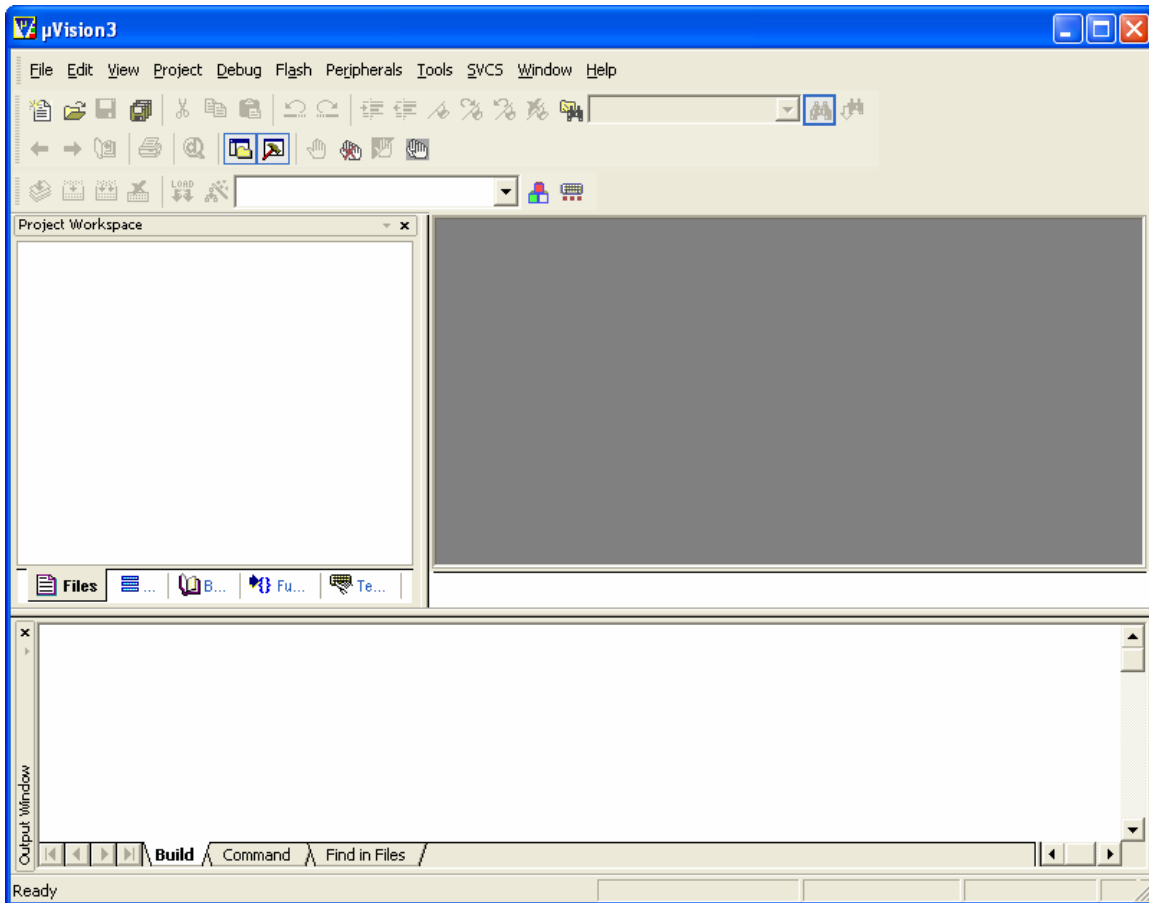 µVision3
File Edit View Project Debug Flash Peripherals Tools SVCS Window Help
LOAD
Project Workspace
Files ... B... Fu... Te...
Output Window
Build Command Find in Files
Ready